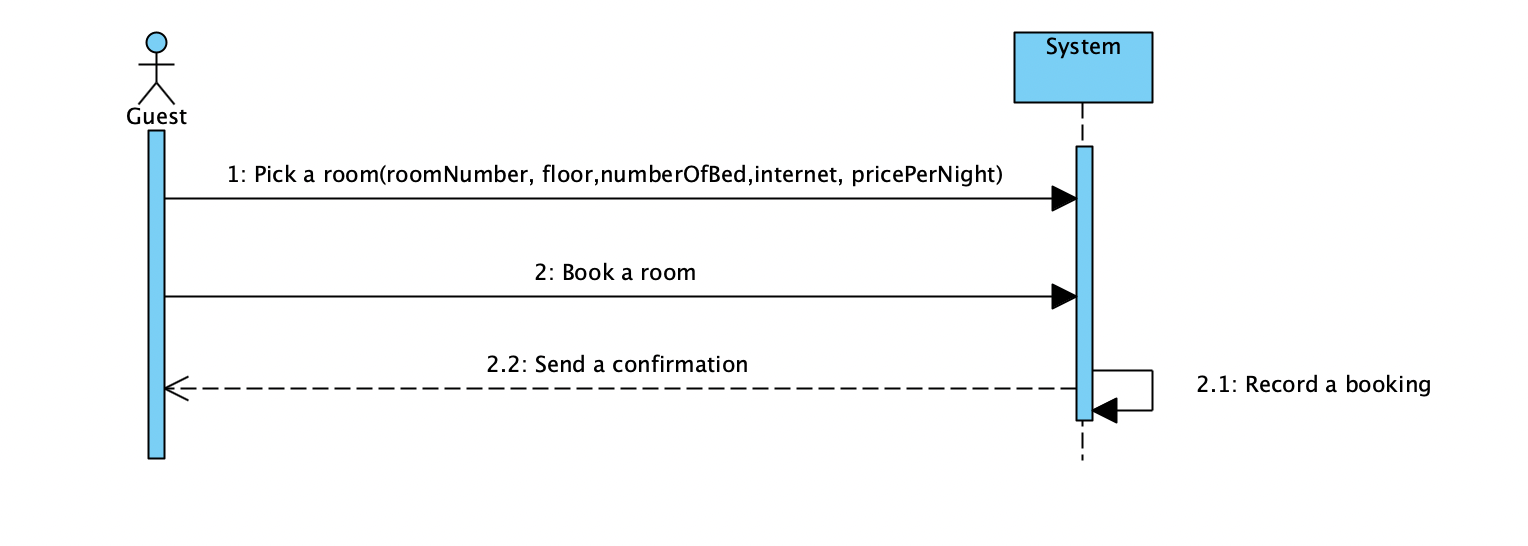 System
Guest
1: Pick a room(roomNumber, floor,numberOfBed,internet, pricePerNight)
2: Book a room
2.2: Send a confirmation
2.1: Record a booking